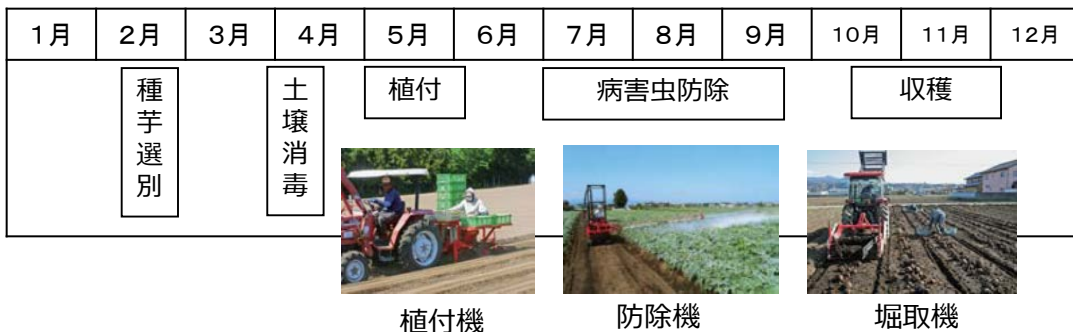 1月 2月 3月 4月 5月 6月 7月 8月 9月 10月 11月 12月
種芋選別
土壌消毒
植付
病害虫防除
収穫
植付機
防除機
堀取機